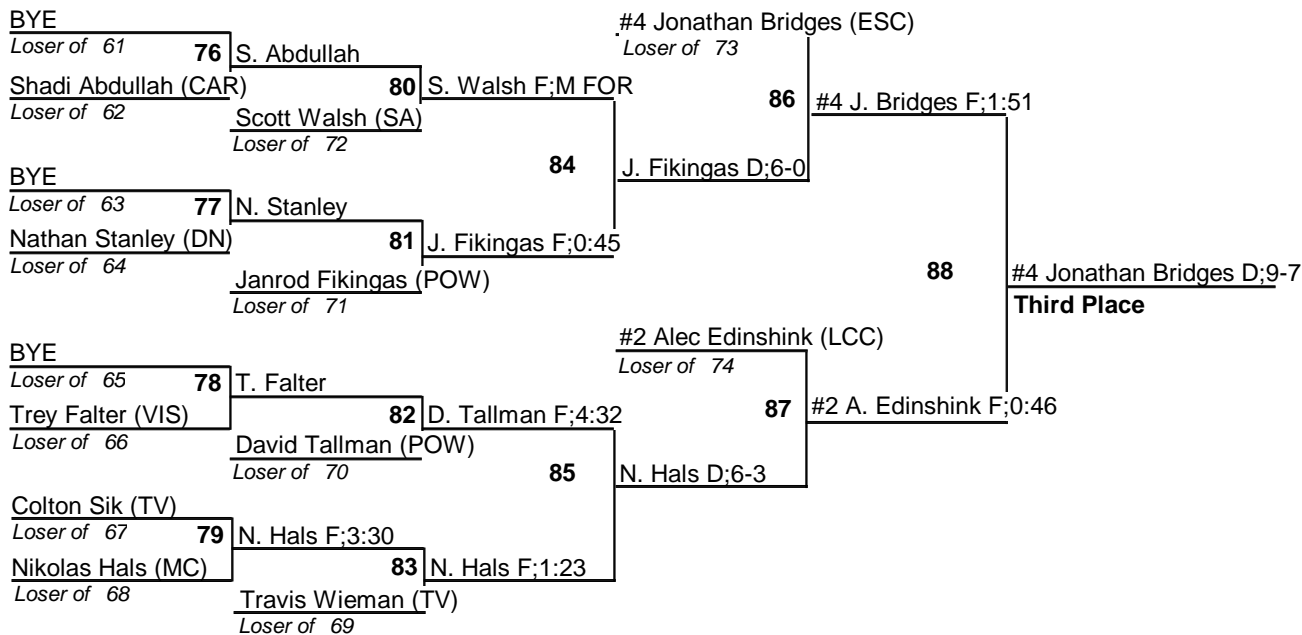 BYE
#4 Jonathan Bridges (ESC)
Loser of 61
76 S. Abdullah
Loser of 73
Shadi Abdullah (CAR)
80 S. Walsh F;M FOR
86 #4 J. Bridges F;1:51
Loser of 62
Scott Walsh (SA)
Loser of 72
84 J. Fikingas D;6-0
BYE
Loser of 63
77 N. Stanley
Nathan Stanley (DN)
81 J. Fikingas F;0:45
Loser of 64
88 #4 Jonathan Bridges D;9-7
Janrod Fikingas (POW)
Loser of 71
Third Place
#2 Alec Edinshink (LCC)
BYE
Loser of 74
Loser of 65
78 T. Falter
Trey Falter (VIS)
82 D. Tallman F;4:32
87 #2 A. Edinshink F;0:46
Loser of 66
David Tallman (POW)
Loser of 70
85 N. Hals D;6-3
Colton Sik (TV)
Loser of 67
79 N. Hals F;3:30
Nikolas Hals (MC)
83 N. Hals F;1:23
Loser of 68
Travis Wieman (TV)
Loser of 69